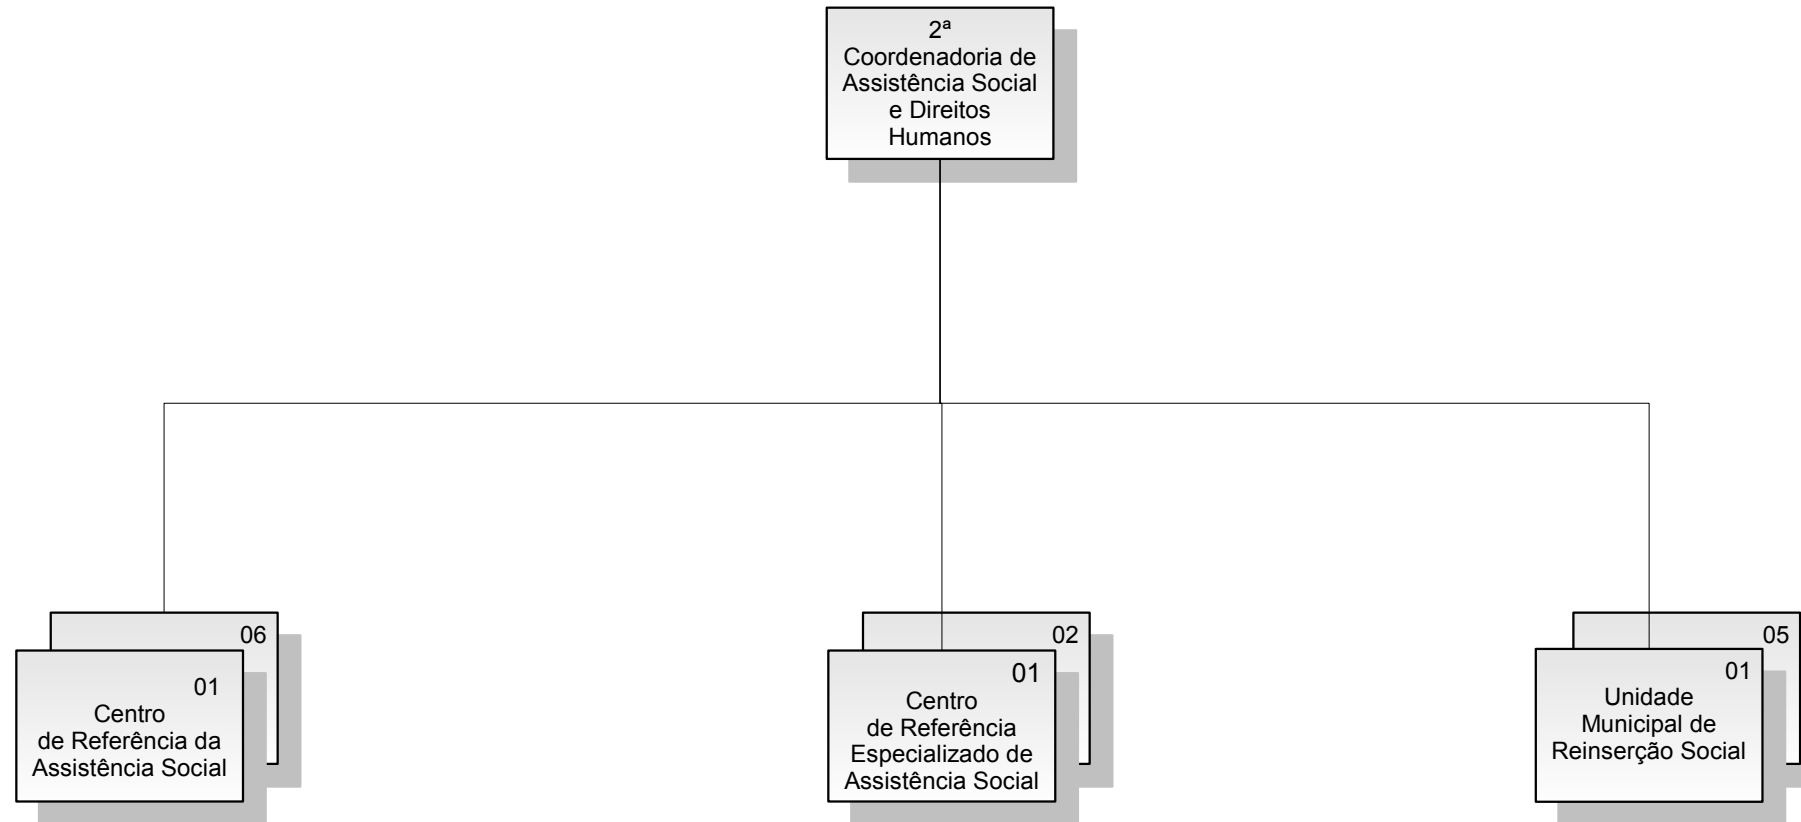 2ª
Coordenadoria de
Assistência Social
e Direitos
Humanos
06
01
Centro
de Referência da
Assistência Social
02
01
Centro
de Referência
Especializado de
Assistência Social
05
01
Unidade
Municipal de
Reinserção Social